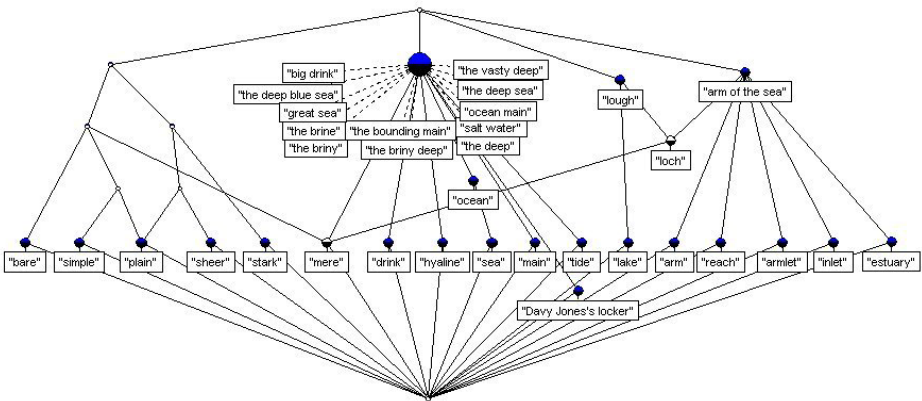 "big drink"
"the vasty deep"
"the deep blue sea"
"the deep sea"
"lough"
"arm of the sea"
"great sea"
"ocean main"
"the brine"
"the bounding main"
"salt water"
"the briny"
"the briny deep"
"the deep"
"loch"
"ocean"
"bare"
"simple"
"plain"
"sheer"
"stark"
"mere"
"drink"
"hyaline"
"sea"
"main"
"tide"
"lake"
"arm"
"reach"
"armlet"
"inlet"
"estuary"
"Davy Jones's locker"